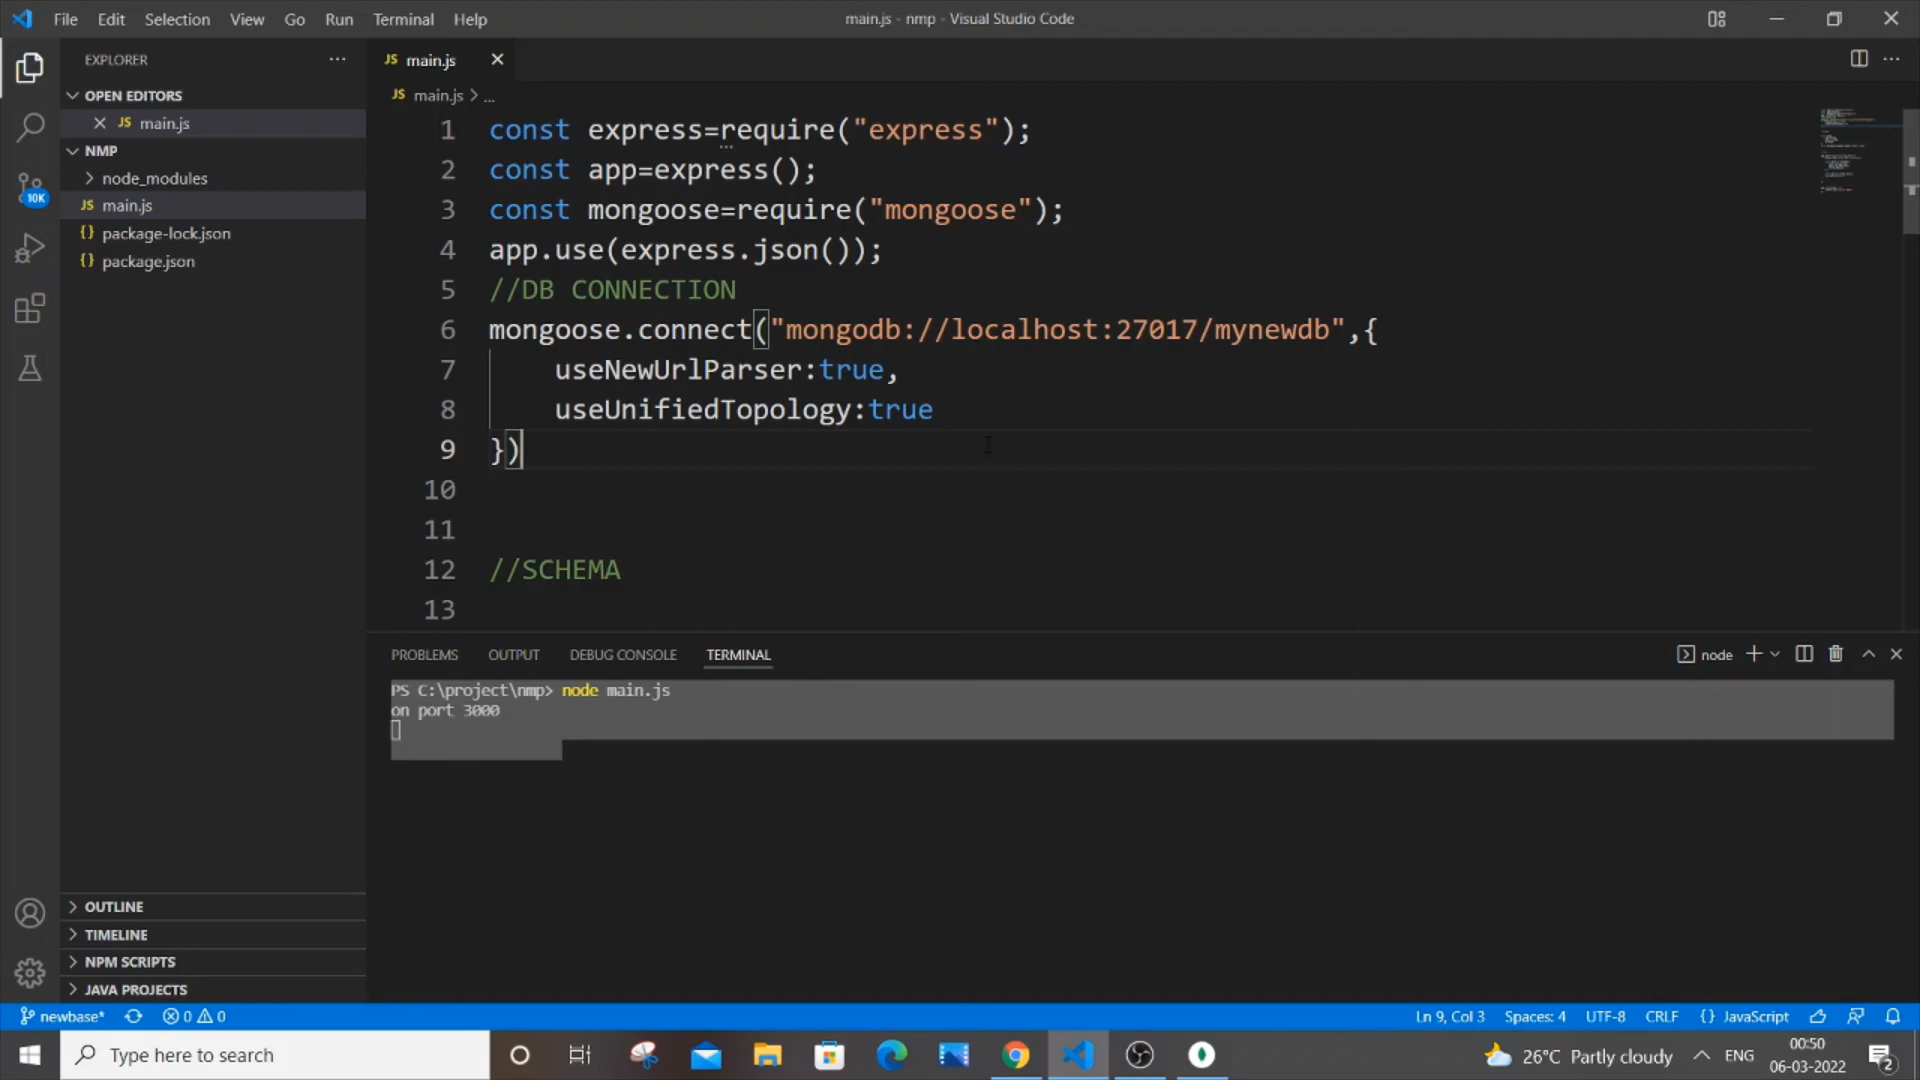 File Edit Selection View Go Run Terminal Help
main.js - nmp - Visual Studio Code
EXPLORER
OPEN EDITORS
JS main.js
NMP
node_modules
JS main.js
{} package-lock.json
{} package.json
OUTLINE
TIMELINE
NPM SCRIPTS
JAVA PROJECTS
10K
JS main.js
JS main.js > ...
1 const express=require("express");
2 const app=express();
3 const mongoose=require("mongoose");
4 app.use(express.json());
5 //DB CONNECTION
6 mongoose.connect("mongodb://localhost:27017/mynewdb",{
7 useNewUrlParser:true,
8 useUnifiedTopology:true
9 })
10
11
12 //SCHEMA
13
PROBLEMS OUTPUT DEBUG CONSOLE TERMINAL
node
PS C:\project\nmp> node main.js
on port 3000
newbase* 0 0
Ln 9, Col 3 Spaces: 4 UTF-8 CRLF {} JavaScript
Type here to search
26°C Partly cloudy ENG
00:50
06-03-2022
2